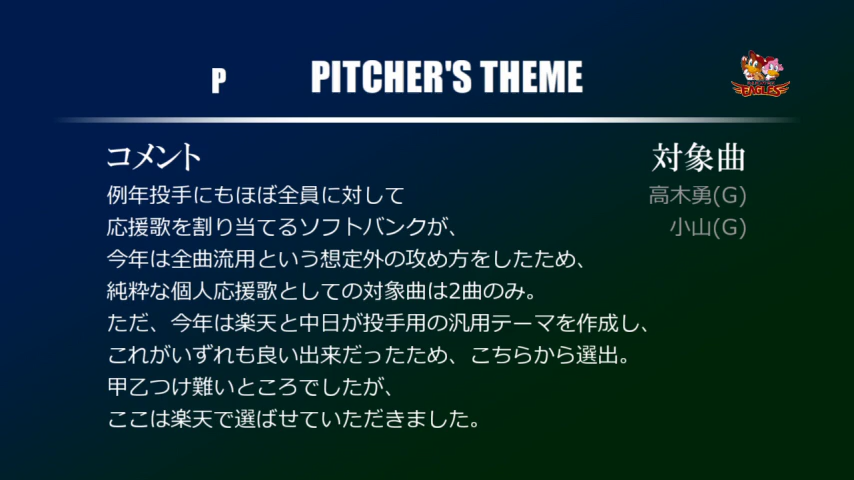 P PITCHER'S THEME
EAGLES
コメント 対象曲
例年投手にもほぼ全員に対して 高木勇(G)
応援歌を割り当てるソフトバンクが、 小山(G)
今年は全曲流用という想定外の攻め方をしたため、
純粋な個人応援歌としての対象曲は2曲のみ。
ただ、今年は楽天と中日が投手用の汎用テーマを作成し、
これがいずれも良い出来だったため、こちらから選出。
甲乙つけ難いところでしたが、
ここは楽天で選ばせていただきました。